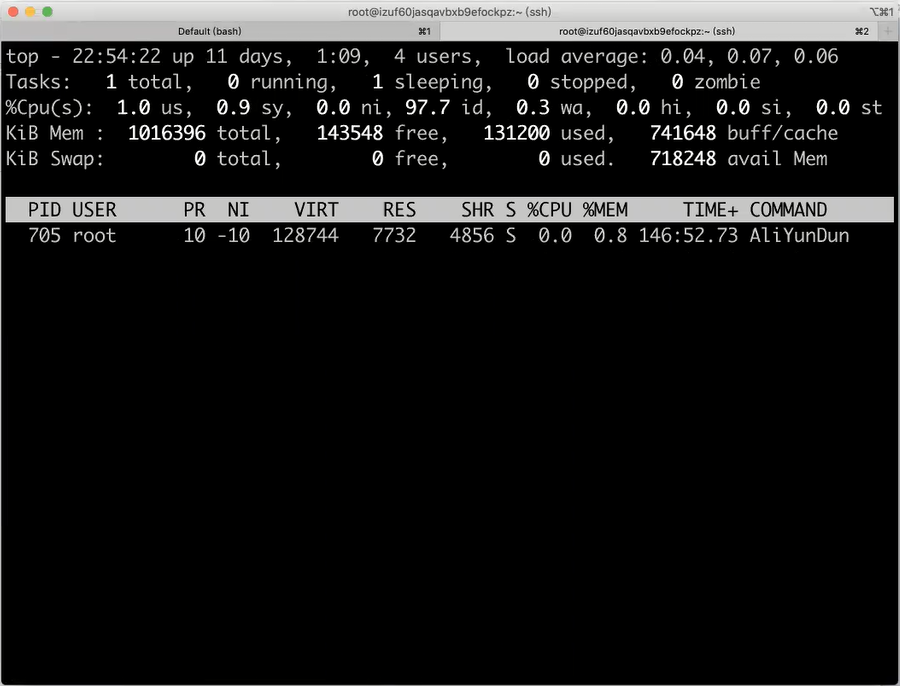 root@izuf60jasqavbxb9efockpz:~ (ssh) ⌥⌘1
Default (bash) ⌘1 root@izuf60jasqavbxb9efockpz:~ (ssh) ⌘2 +
top - 22:54:22 up 11 days,  1:09,  4 users,  load average: 0.04, 0.07, 0.06
Tasks:   1 total,   0 running,   1 sleeping,   0 stopped,   0 zombie
%Cpu(s):  1.0 us,  0.9 sy,  0.0 ni, 97.7 id,  0.3 wa,  0.0 hi,  0.0 si,  0.0 st
KiB Mem :  1016396 total,   143548 free,   131200 used,   741648 buff/cache
KiB Swap:        0 total,        0 free,        0 used.   718248 avail Mem
  PID USER      PR  NI    VIRT    RES    SHR S %CPU %MEM     TIME+ COMMAND
  705 root      10 -10  128744   7732   4856 S  0.0  0.8 146:52.73 AliYunDun